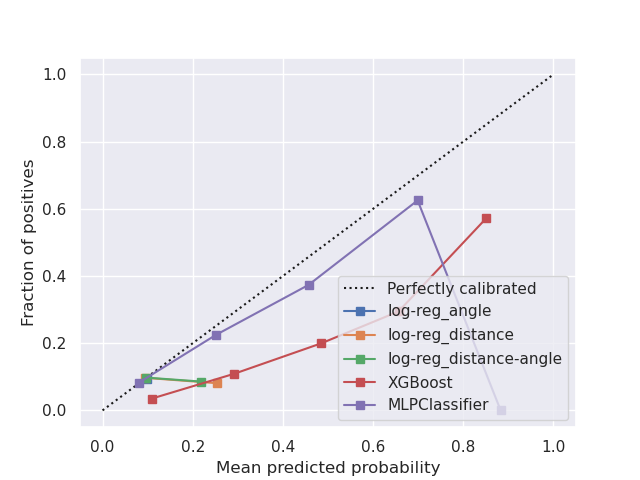 1.0
0.8
0.6
0.4
0.2
0.0
Fraction of positives
Perfectly calibrated
log-reg_angle
log-reg_distance
log-reg_distance-angle
XGBoost
MLPClassifier
0.0 0.2 0.4 0.6 0.8 1.0
Mean predicted probability